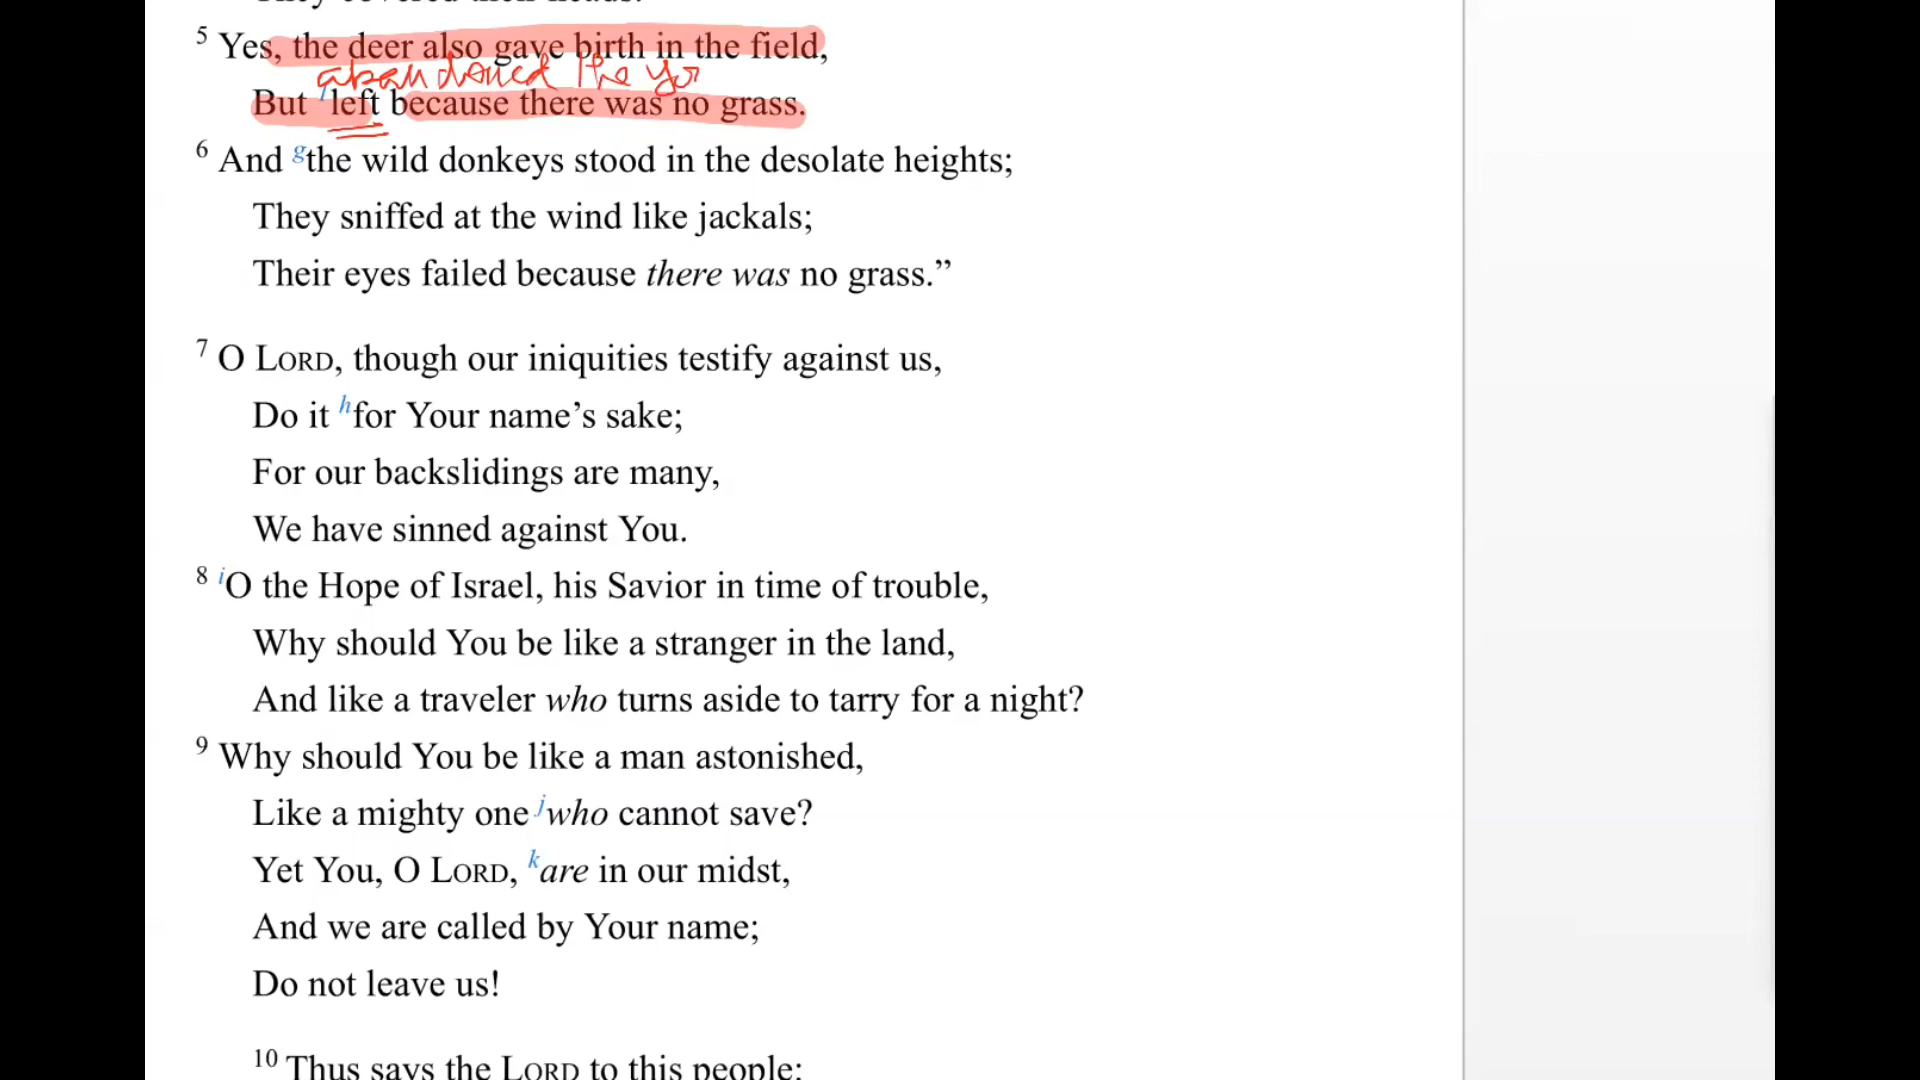 They covered their heads.
5 Yes, the deer also gave birth in the field,
abandoned the yo
But f left because there was no grass.
6 And g the wild donkeys stood in the desolate heights;
They sniffed at the wind like jackals;
Their eyes failed because there was no grass.”
7 O LORD, though our iniquities testify against us,
Do it h for Your name’s sake;
For our backslidings are many,
We have sinned against You.
8 i O the Hope of Israel, his Savior in time of trouble,
Why should You be like a stranger in the land,
And like a traveler who turns aside to tarry for a night?
9 Why should You be like a man astonished,
Like a mighty one j who cannot save?
Yet You, O LORD, k are in our midst,
And we are called by Your name;
Do not leave us!
10 Thus says the LORD to this people: